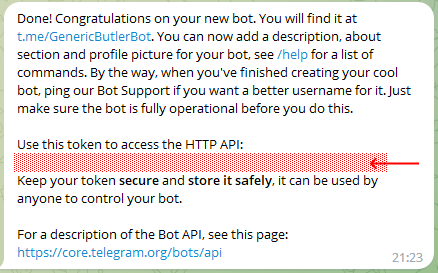 Done! Congratulations on your new bot. You will find it at
t.me/GenericButlerBot. You can now add a description, about
section and profile picture for your bot, see /help for a list of
commands. By the way, when you've finished creating your cool
bot, ping our Bot Support if you want a better username for it. Just
make sure the bot is fully operational before you do this.
Use this token to access the HTTP API:
Keep your token secure and store it safely, it can be used by
anyone to control your bot.
For a description of the Bot API, see this page:
https://core.telegram.org/bots/api
21:23